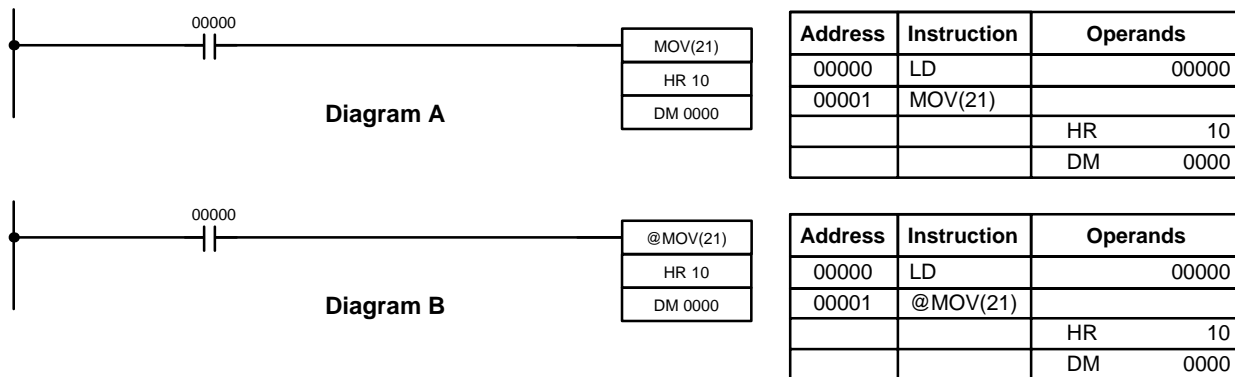 00000
MOV(21)
HR 10
DM 0000
Diagram A
Address Instruction Operands
00000 LD 00000
00001 MOV(21)
HR 10
DM 0000
00000
@MOV(21)
HR 10
DM 0000
Diagram B
Address Instruction Operands
00000 LD 00000
00001 @MOV(21)
HR 10
DM 0000